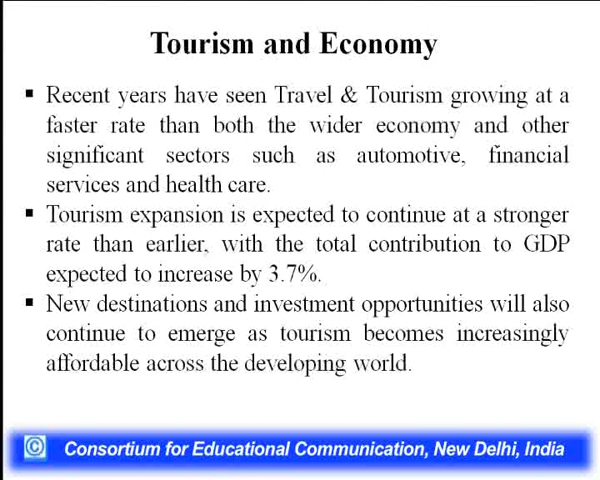 Tourism and Economy
▪ Recent years have seen Travel & Tourism growing at a
faster rate than both the wider economy and other
significant sectors such as automotive, financial
services and health care.
▪ Tourism expansion is expected to continue at a stronger
rate than earlier, with the total contribution to GDP
expected to increase by 3.7%.
▪ New destinations and investment opportunities will also
continue to emerge as tourism becomes increasingly
affordable across the developing world.
© Consortium for Educational Communication, New Delhi, India